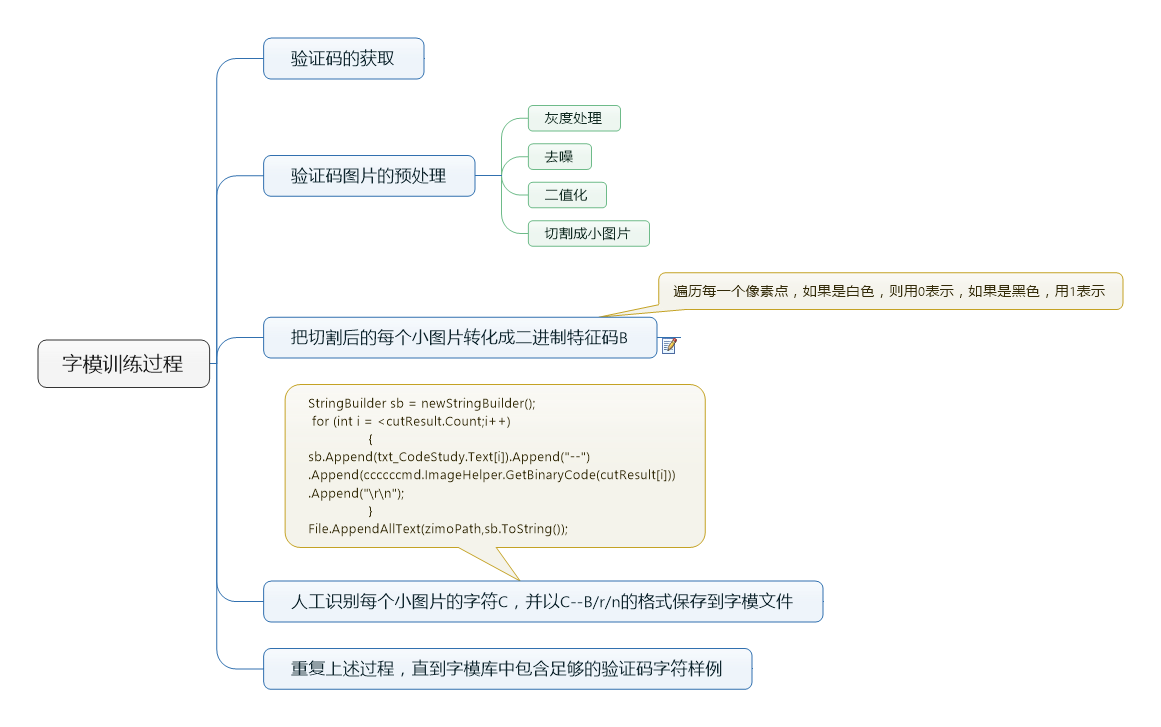 验证码的获取
灰度处理
去噪
验证码图片的预处理
二值化
切割成小图片
遍历每一个像素点，如果是白色，则用0表示，如果是黑色，用1表示
把切割后的每个小图片转化成二进制特征码B
字模训练过程
StringBuilder sb = newStringBuilder();
for (int i = <cutResult.Count;i++)
{
sb.Append(txt_CodeStudy.Text[i]).Append("--")
.Append(ccccccmd.ImageHelper.GetBinaryCode(cutResult[i]))
.Append("\r\n");
}
File.AppendAllText(zimoPath,sb.ToString());
人工识别每个小图片的字符C，并以C--B/r/n的格式保存到字模文件
重复上述过程，直到字模库中包含足够的验证码字符样例